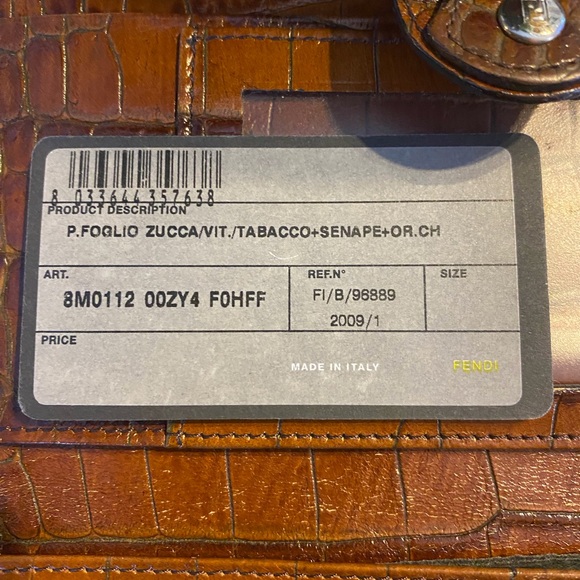 8 033644 357638
PRODUCT DESCRIPTION
P.FOGLIO ZUCCA/VIT./TABACCO+SENAPE+OR.CH
ART.
8M0112 00ZY4 F0HFF
REF.N°
FI/B/96889
2009/1
SIZE
PRICE
MADE IN ITALY
FENDI